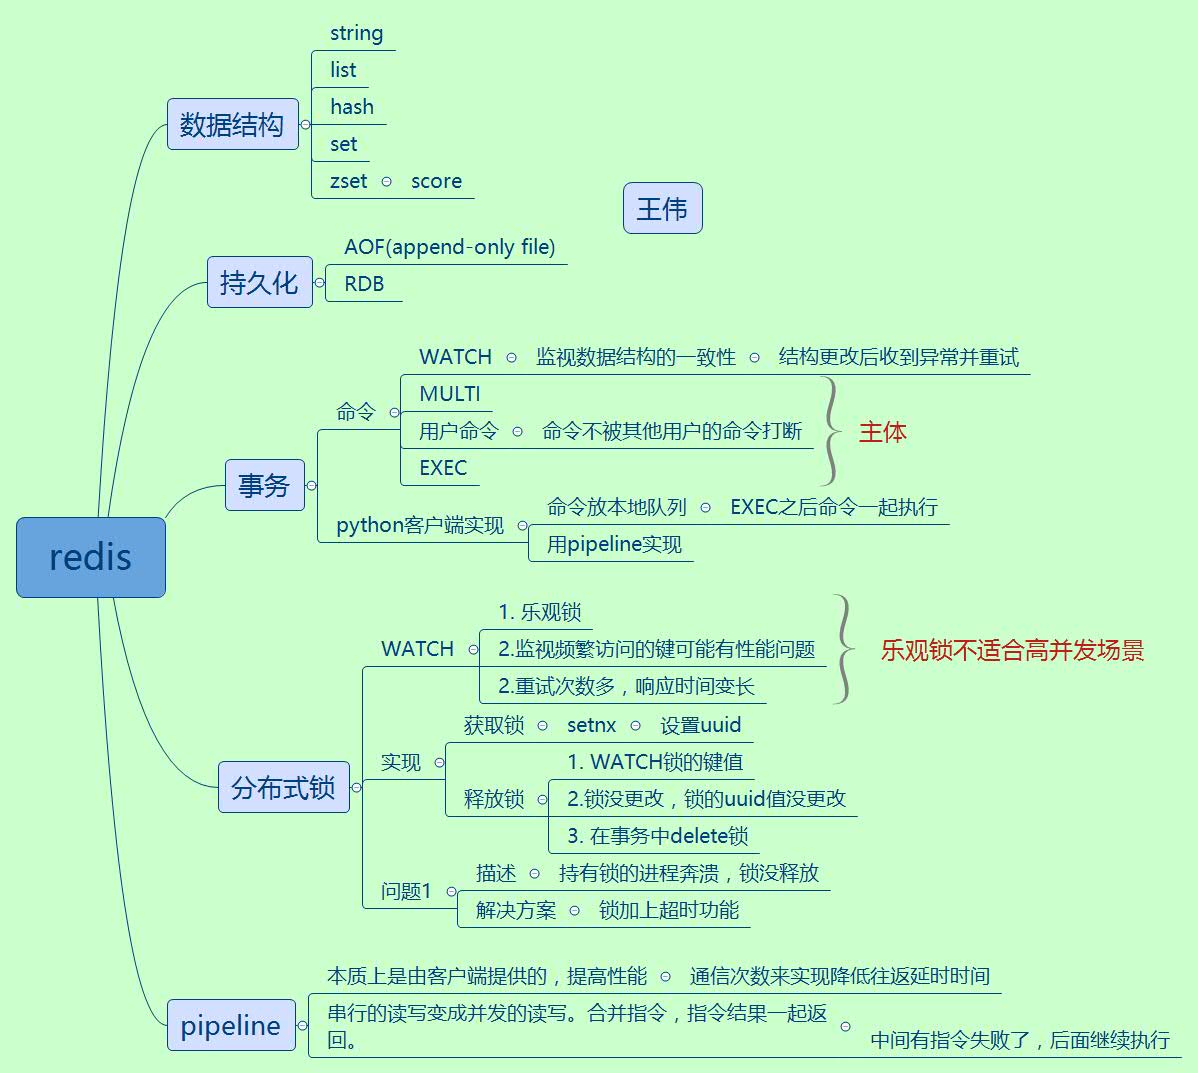 string
list
hash
数据结构
set
zset
score
王伟
AOF(append-only file)
持久化
RDB
WATCH
监视数据结构的一致性
结构更改后收到异常并重试
MULTI
命令
用户命令
命令不被其他用户的命令打断
主体
EXEC
事务
命令放本地队列
EXEC之后命令一起执行
python客户端实现
用pipeline实现
redis
1. 乐观锁
WATCH
2.监视频繁访问的键可能有性能问题
乐观锁不适合高并发场景
2.重试次数多，响应时间变长
获取锁
setnx
设置uuid
实现
1. WATCH锁的键值
释放锁
2.锁没更改，锁的uuid值没更改
分布式锁
3. 在事务中delete锁
描述
持有锁的进程奔溃，锁没释放
问题1
解决方案
锁加上超时功能
本质上是由客户端提供的，提高性能
通信次数来实现降低往返延时时间
pipeline
串行的读写变成并发的读写。合并指令，指令结果一起返
回。
中间有指令失败了，后面继续执行